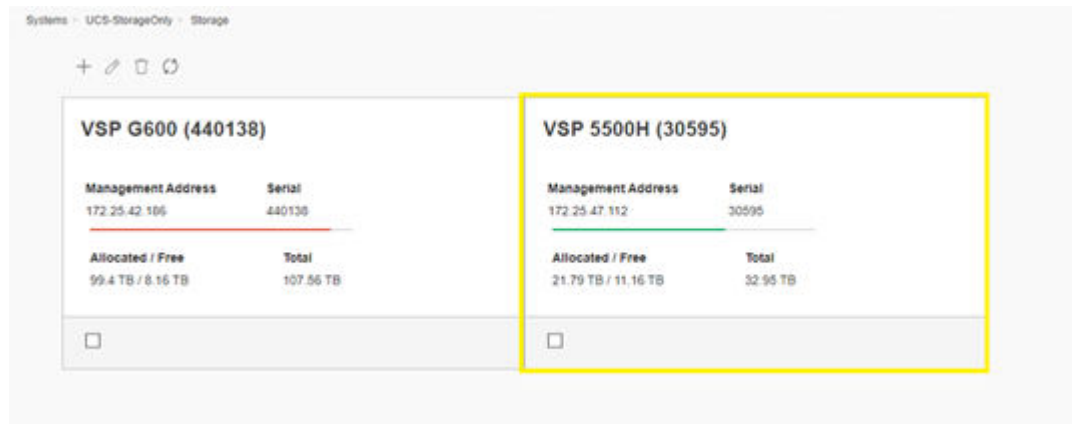 Systems UCS-StorageOnly Storage
VSP G600 (440138)
Management Address Serial
172.25.42.186 440138
Allocated / Free Total
99.4 TB / 8.16 TB 107.56 TB
VSP 5500H (30595)
Management Address Serial
172.25.47.112 30595
Allocated / Free Total
21.79 TB / 11.16 TB 32.95 TB